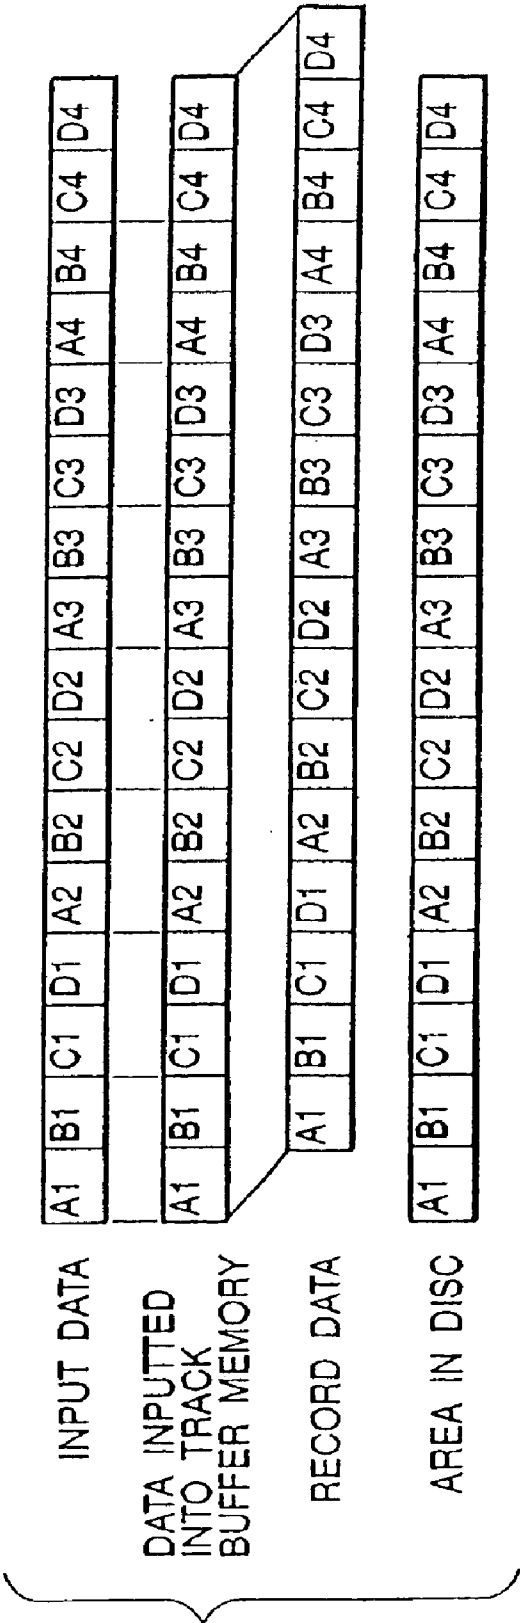 INPUT DATA
A1 B1 C1 D1 A2 B2 C2 D2 A3 B3 C3 D3 A4 B4 C4 D4
DATA INPUTTED
INTO TRACK
BUFFER MEMORY
A1 B1 C1 D1 A2 B2 C2 D2 A3 B3 C3 D3 A4 B4 C4 D4
RECORD DATA
A1 B1 C1 D1 A2 B2 C2 D2 A3 B3 C3 D3 A4 B4 C4 D4
AREA IN DISC
A1 B1 C1 D1 A2 B2 C2 D2 A3 B3 C3 D3 A4 B4 C4 D4